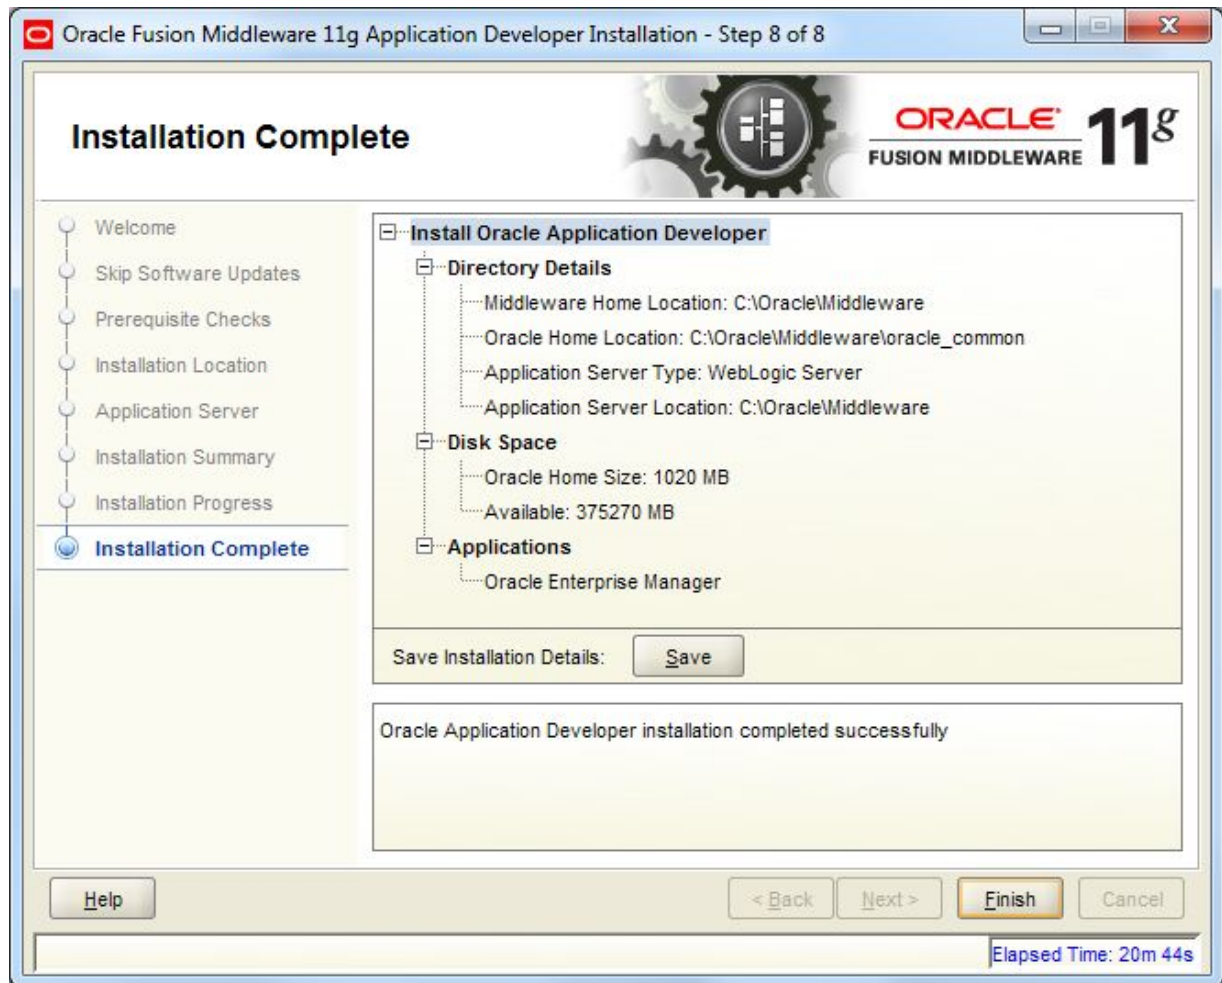 Oracle Fusion Middleware 11g Application Developer Installation - Step 8 of 8
Installation Complete
ORACLE
FUSION MIDDLEWARE 11g
Welcome
Skip Software Updates
Prerequisite Checks
Installation Location
Application Server
Installation Summary
Installation Progress
Installation Complete
Install Oracle Application Developer
Directory Details
Middleware Home Location: C:\Oracle\Middleware
Oracle Home Location: C:\Oracle\Middleware\oracle_common
Application Server Type: WebLogic Server
Application Server Location: C:\Oracle\Middleware
Disk Space
Oracle Home Size: 1020 MB
Available: 375270 MB
Applications
Oracle Enterprise Manager
Save Installation Details: Save
Oracle Application Developer installation completed successfully
Help < Back Next > Finish Cancel
Elapsed Time: 20m 44s